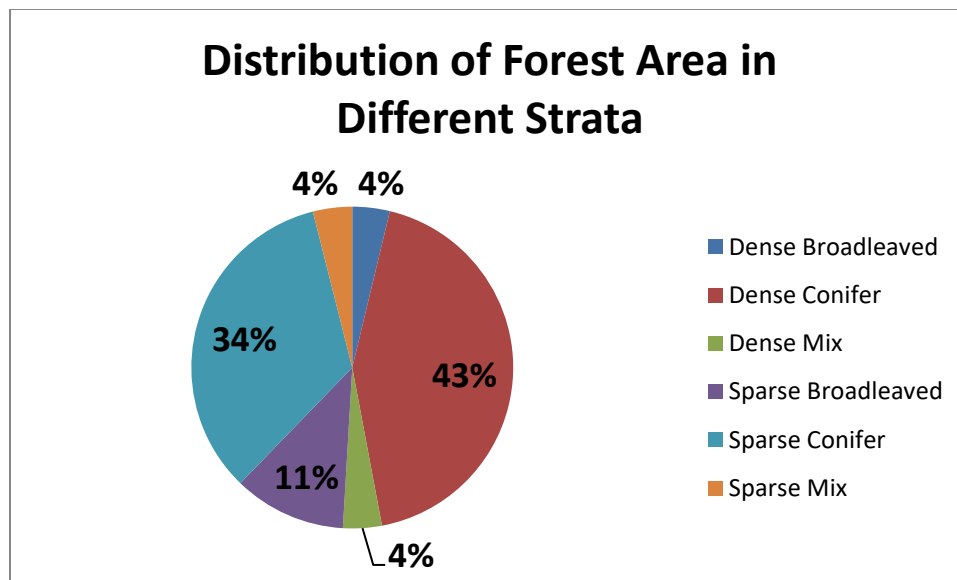 Distribution of Forest Area in
Different Strata
4%
4%
34%
43%
11%
4%
Dense Broadleaved
Dense Conifer
Dense Mix
Sparse Broadleaved
Sparse Conifer
Sparse Mix